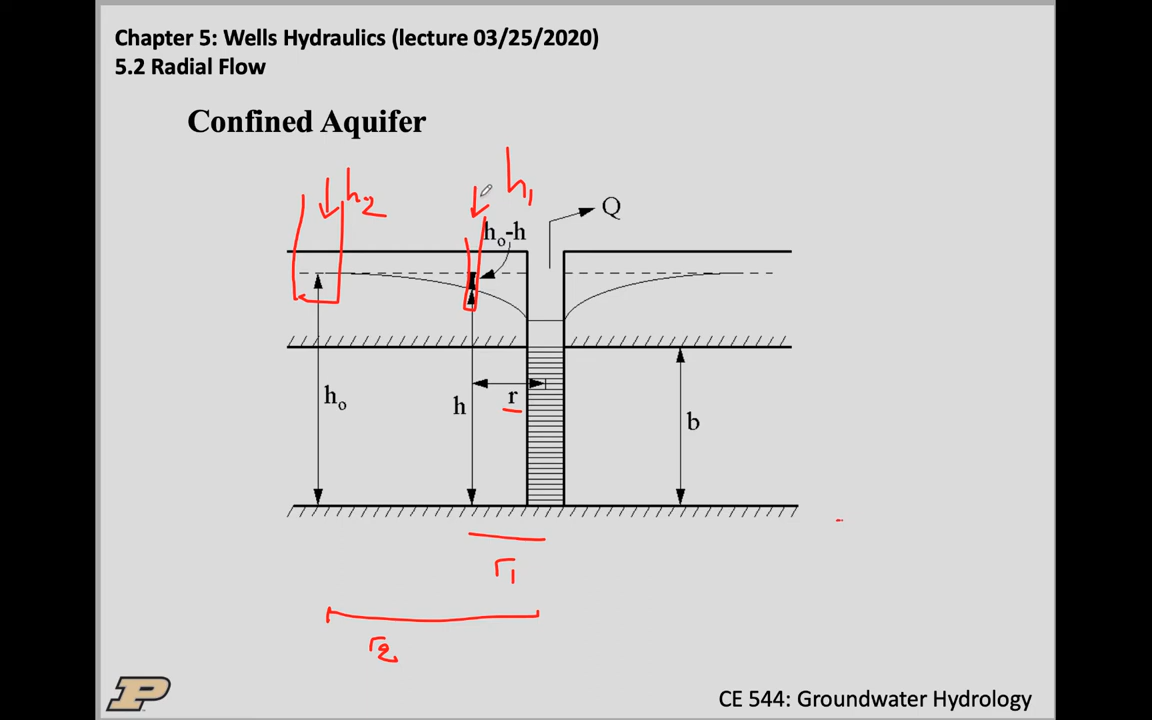 Chapter 5: Wells Hydraulics (lecture 03/25/2020)
5.2 Radial Flow
Confined Aquifer
h2
h1
Q
ho-h
ho
h
r
b
r1
r2
P
CE 544: Groundwater Hydrology